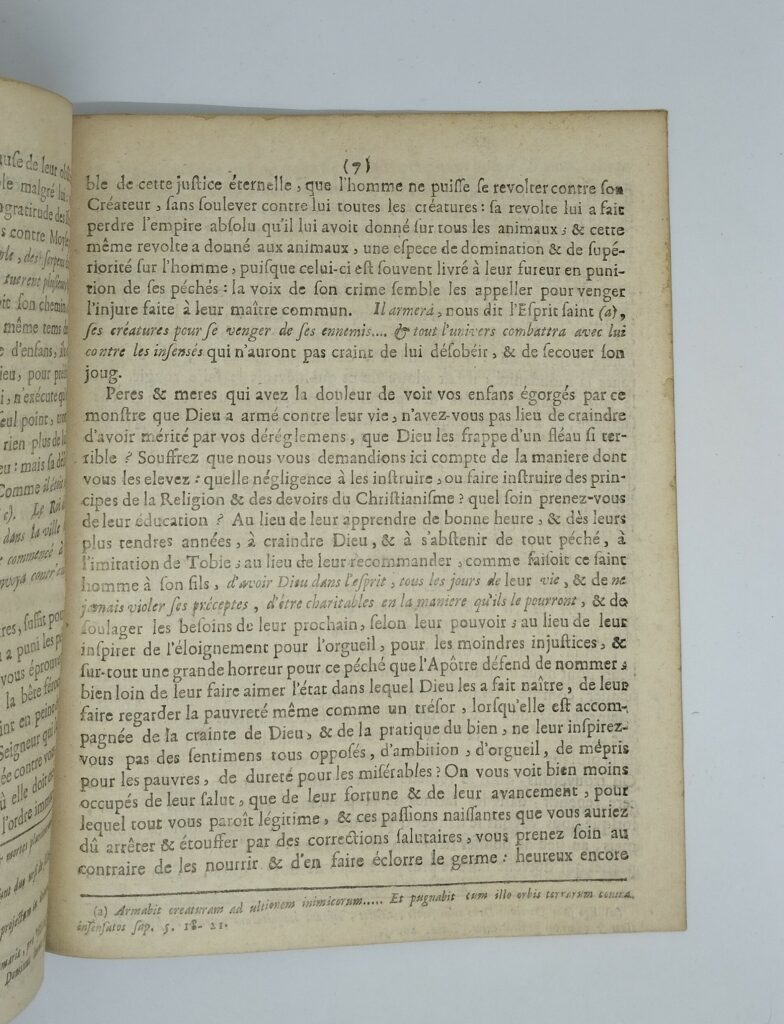 (7)
ble de cette juſtice éternelle, que l'homme ne puiſſe ſe revolter contre ſon
Créateur, ſans ſoulever contre lui toutes les créatures: ſa revolte lui a fait
perdre l'empire abſolu qu'il lui avoit donné ſur tous les animaux; & cette
même revolte a donné aux animaux, une eſpece de domination & de ſupé-
riorité ſur l'homme, puiſque celui-ci eſt ſouvent livré à leur fureur en puni-
tion de ſes péchés: la voix de ſon crime ſemble les appeller pour venger
l'injure faite à leur maître commun. Il armerá, nous dit l'Eſprit ſaint (a),
ſes créatures pour ſe venger de ſes ennemis.... & tout l'univers combattra avec lui
contre les inſenſés qui n'auront pas craint de lui déſobéir, & de ſecouer ſon
joug.
Peres & meres qui avez la douleur de voir vos enfans égorgés par ce
monſtre que Dieu a armé contre leur vie, n'avez-vous pas lieu de craindre
d'avoir mérité par vos déréglemens, que Dieu les frappe d'un fléau ſi ter-
rible? Souffrez que nous vous demandions ici compte de la maniere dont
vous les elevez: quelle négligence à les inſtruire, ou faire inſtruire des prin-
cipes de la Religion & des devoirs du Chriſtianiſme? quel ſoin prenez-vous
de leur éducation? Au lieu de leur apprendre de bonne heure, & dès leurs
plus tendres années, à craindre Dieu, & à s'abſtenir de tout péché, à
l'imitation de Tobie; au lieu de leur recommander, comme faiſoit ce ſaint
homme à ſon fils, d'avoir Dieu dans l'eſprit, tous les jours de leur vie, & de ne
jamais violer ſes préceptes, d'être charitables en la maniere qu'ils le pourront, & de
ſoulager les beſoins de leur prochain, ſelon leur pouvoir; au lieu de leur
inſpirer de l'éloignement pour l'orgueil, pour les moindres injuſtices, &
ſur-tout une grande horreur pour ce péché que l'Apôtre défend de nommer;
bien loin de leur faire aimer l'état dans lequel Dieu les a fait naître, de leur
faire regarder la pauvreté même comme un tréſor, lorſqu'elle eſt accom-
pagnée de la crainte de Dieu, & de la pratique du bien, ne leur inſpirez-
vous pas des ſentimens tous oppoſés, d'ambition, d'orgueil, de mépris
pour les pauvres, de dureté pour les miſérables? On vous voit bien moins
occupés de leur ſalut, que de leur fortune & de leur avancement, pour
lequel tout vous paroît légitime, & ces paſſions naiſſantes que vous auriez
dû arrêter & étouffer par des corrections ſalutaires, vous prenez ſoin au
contraire de les nourrir & d'en faire éclorre le germe: heureux encore
(a) Armabit creaturam ad ultionem inimicorum..... Et pugnabit cum illo orbis terrarum contra
inſenſatos ſap. 5. 18- 21.